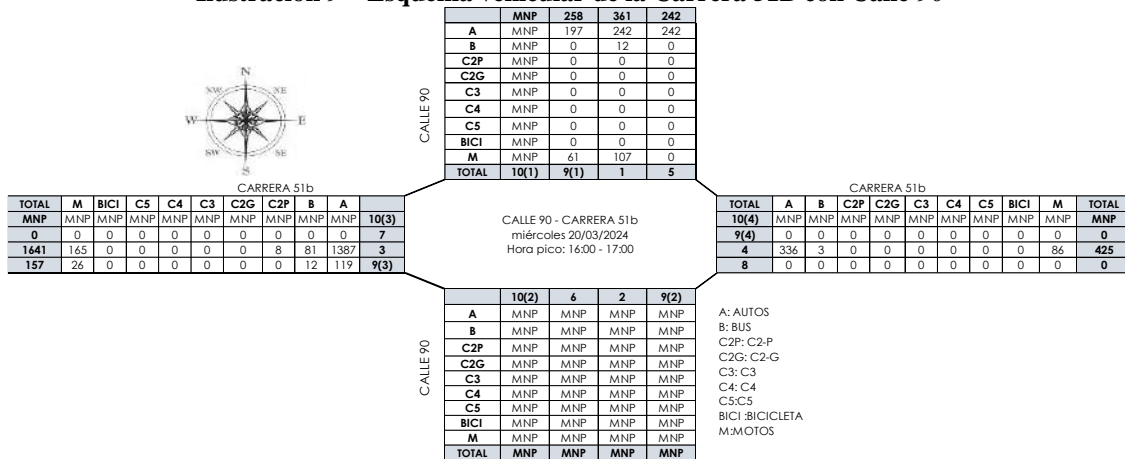 Ilustración 9 – Esquema vehicular de la Carrera 51B con Calle 90
MNP 258 361 242
A MNP 197 242 242
B MNP 0 12 0
C2P MNP 0 0 0
C2G MNP 0 0 0
C3 MNP 0 0 0
C4 MNP 0 0 0
C5 MNP 0 0 0
BICI MNP 0 0 0
M MNP 61 107 0
TOTAL 10(1) 9(1) 1 5
CALLE 90
N
NW NE
W E
SW SE
S
CARRERA 51b
TOTAL M BICI C5 C4 C3 C2G C2P B A
MNP MNP MNP MNP MNP MNP MNP MNP MNP MNP 10(3)
0 0 0 0 0 0 0 0 0 0 7
1641 165 0 0 0 0 0 8 81 1387 3
157 26 0 0 0 0 0 0 12 119 9(3)
CALLE 90 - CARRERA 51b
miércoles 20/03/2024
Hora pico: 16:00 - 17:00
CARRERA 51b
TOTAL A B C2P C2G C3 C4 C5 BICI M TOTAL
10(4) MNP MNP MNP MNP MNP MNP MNP MNP MNP MNP
9(4) 0 0 0 0 0 0 0 0 0 0
4 336 3 0 0 0 0 0 0 86 425
8 0 0 0 0 0 0 0 0 0 0
10(2) 6 2 9(2)
A MNP MNP MNP MNP
B MNP MNP MNP MNP
C2P MNP MNP MNP MNP
C2G MNP MNP MNP MNP
C3 MNP MNP MNP MNP
C4 MNP MNP MNP MNP
C5 MNP MNP MNP MNP
BICI MNP MNP MNP MNP
M MNP MNP MNP MNP
TOTAL MNP MNP MNP MNP
CALLE 90
A: AUTOS
B: BUS
C2P: C2-P
C2G: C2-G
C3: C3
C4: C4
C5:C5
BICI :BICICLETA
M:MOTOS